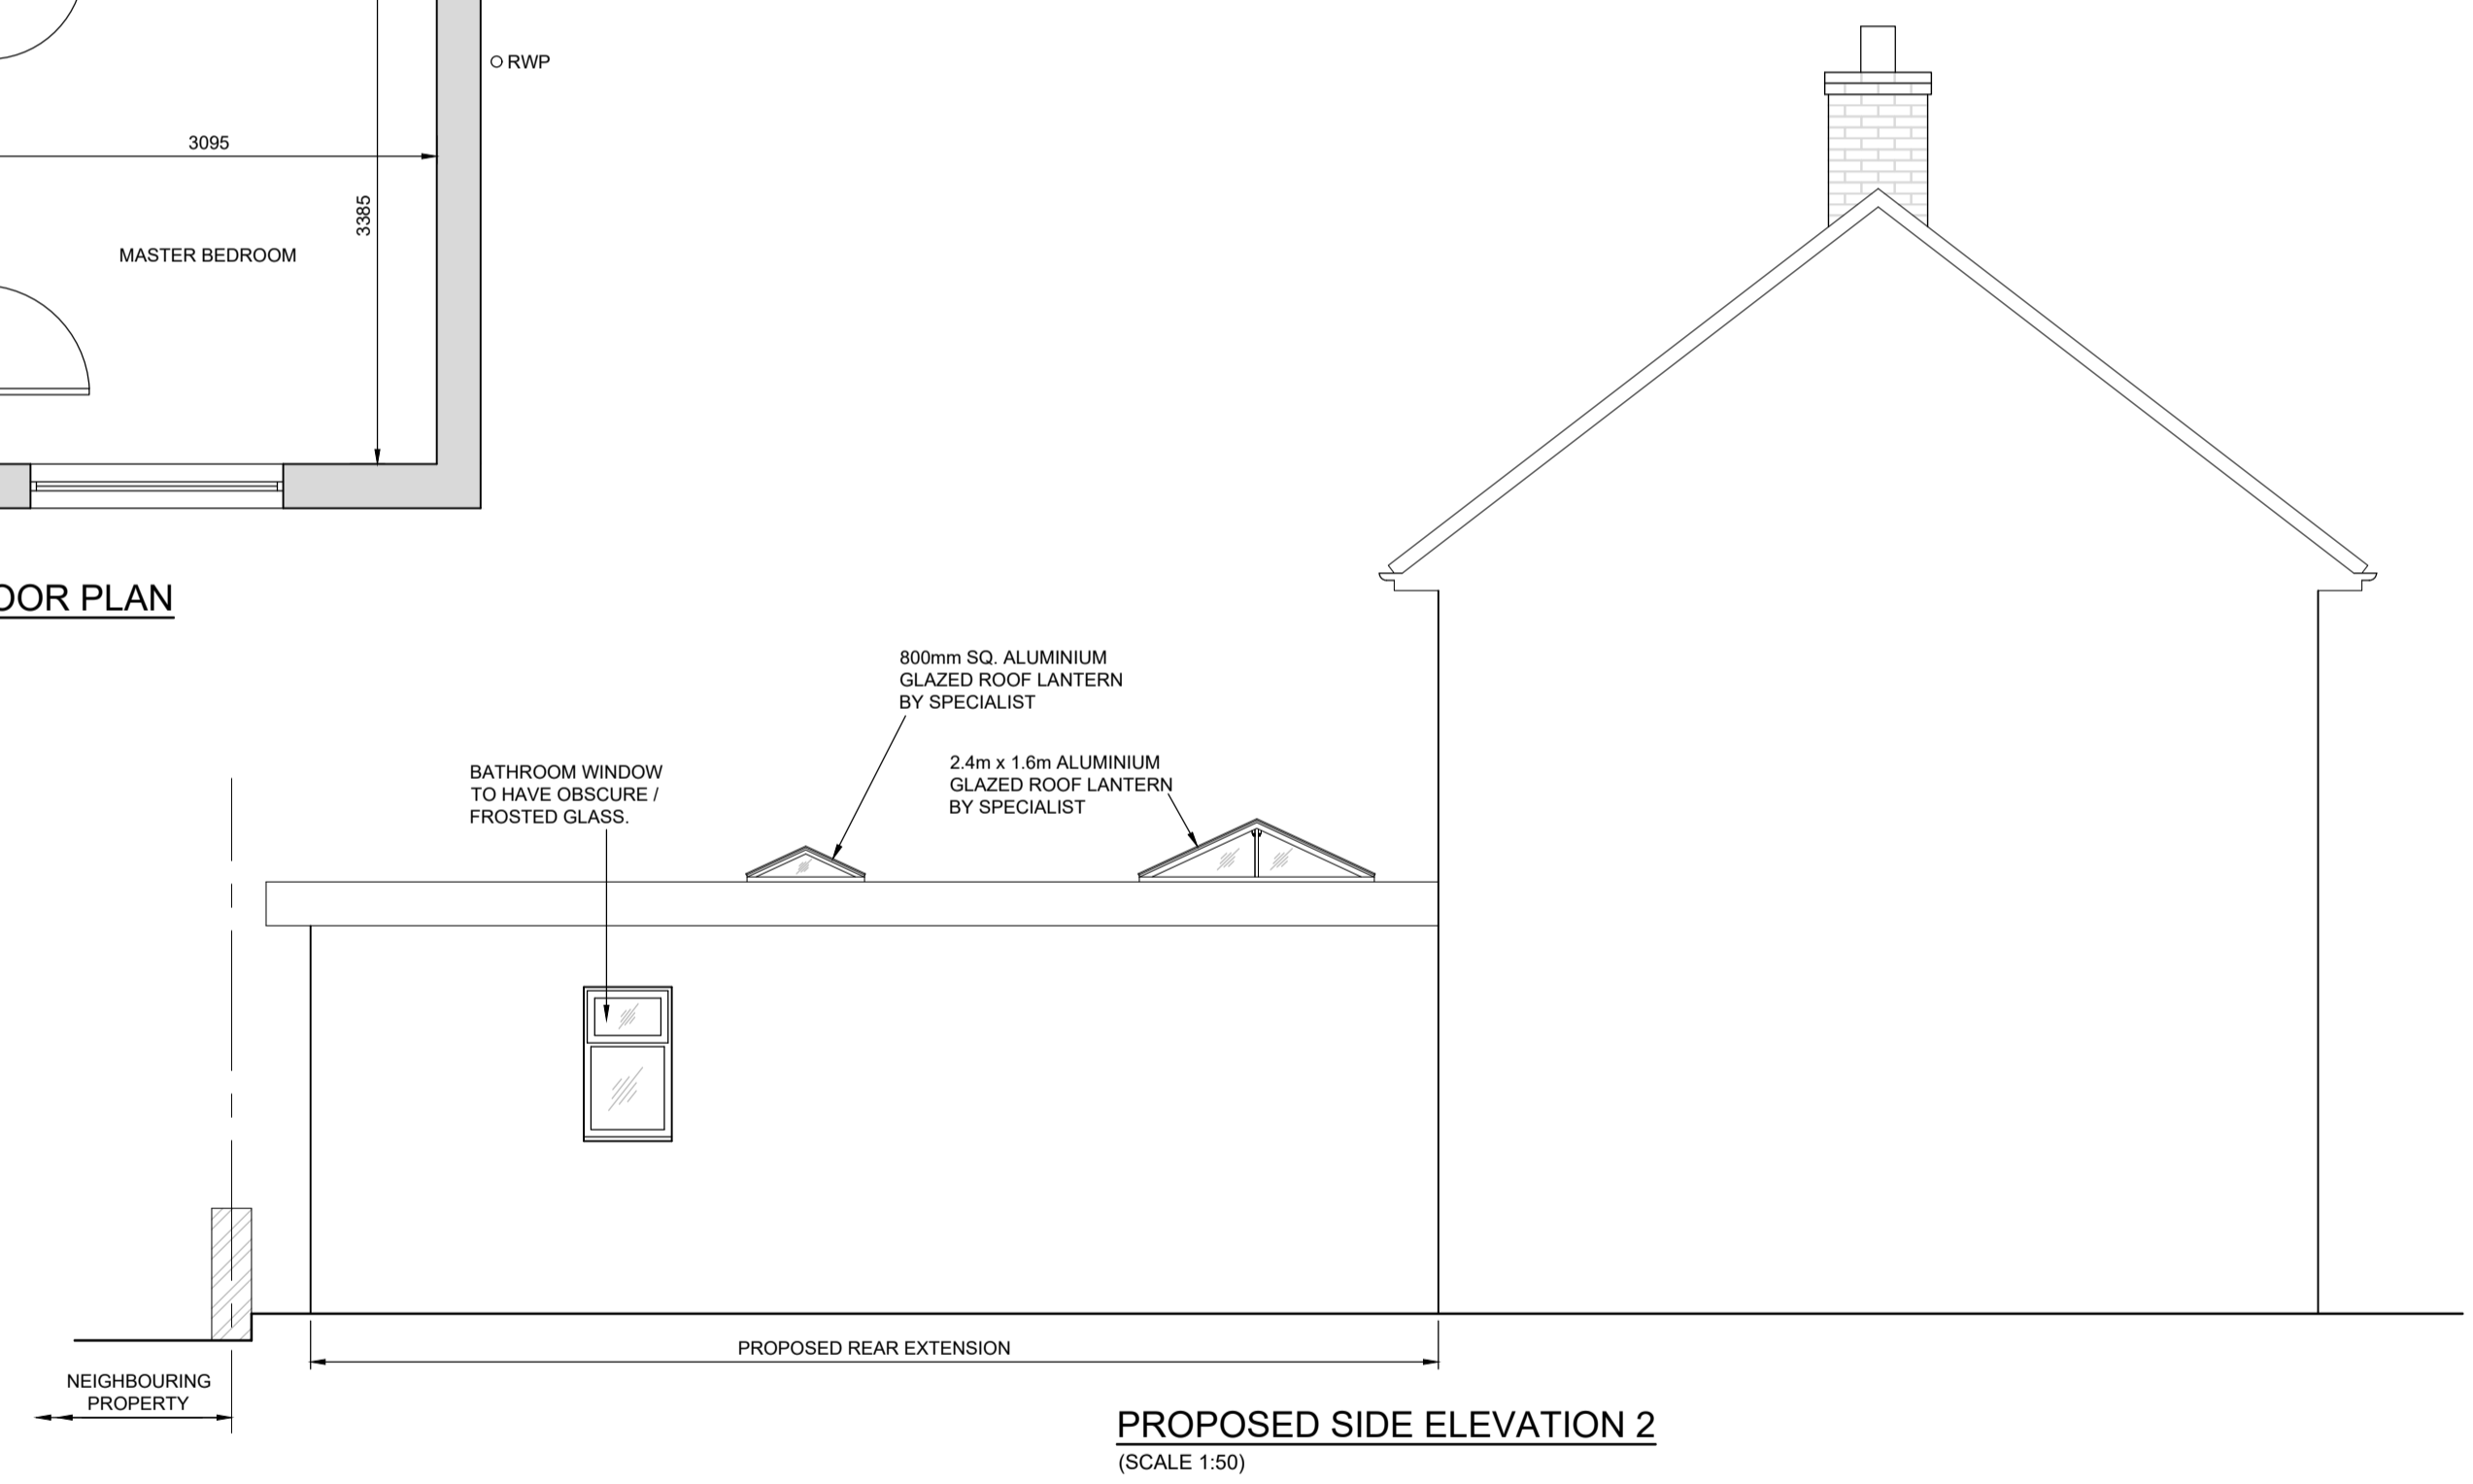 RWP
3095
3385
MASTER BEDROOM
OOR PLAN
800mm SQ. ALUMINIUM
GLAZED ROOF LANTERN
BY SPECIALIST
BATHROOM WINDOW
TO HAVE OBSCURE /
FROSTED GLASS.
2.4m x 1.6m ALUMINIUM
GLAZED ROOF LANTERN
BY SPECIALIST
PROPOSED REAR EXTENSION
NEIGHBOURING
PROPERTY
PROPOSED SIDE ELEVATION 2
(SCALE 1:50)